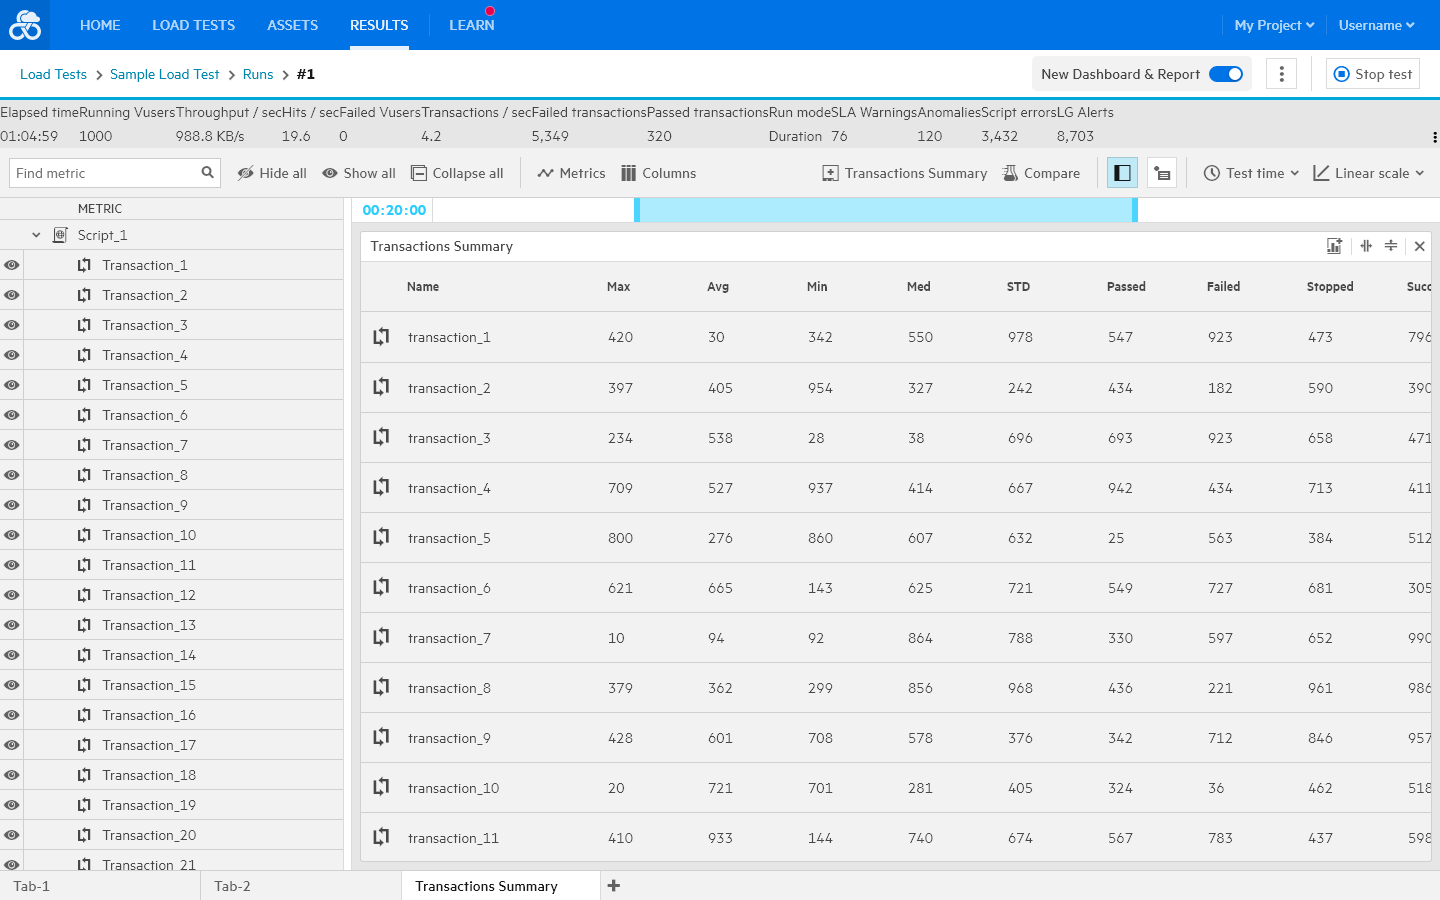 HOME LOAD TESTS ASSETS RESULTS LEARN My Project Username
Load Tests > Sample Load Test > Runs > #1 New Dashboard & Report Stop test
Elapsed timeRunning VusersThroughput / secHits / secFailed VusersTransactions / secFailed transactionsPassed transactionsRun modeSLA WarningsAnomaliesScript errorsLG Alerts
01:04:59 1000 988.8 KB/s 19.6 0 4.2 5,349 320 Duration 76 120 3,432 8,703
Find metric Hide all Show all Collapse all Metrics Columns Transactions Summary Compare Test time Linear scale
METRIC
00:20:00
Script_1
Transaction_1
Transaction_2
Transaction_3
Transaction_4
Transaction_5
Transaction_6
Transaction_7
Transaction_8
Transaction_9
Transaction_10
Transaction_11
Transaction_12
Transaction_13
Transaction_14
Transaction_15
Transaction_16
Transaction_17
Transaction_18
Transaction_19
Transaction_20
Transaction_21
Transactions Summary
Name Max Avg Min Med STD Passed Failed Stopped Succ
transaction_1 420 30 342 550 978 547 923 473 796
transaction_2 397 405 954 327 242 434 182 590 390
transaction_3 234 538 28 38 696 693 923 658 471
transaction_4 709 527 937 414 667 942 434 713 411
transaction_5 800 276 860 607 632 25 563 384 512
transaction_6 621 665 143 625 721 549 727 681 305
transaction_7 10 94 92 864 788 330 597 652 990
transaction_8 379 362 299 856 968 436 221 961 986
transaction_9 428 601 708 578 376 342 712 846 957
transaction_10 20 721 701 281 405 324 36 462 518
transaction_11 410 933 144 740 674 567 783 437 598
Tab-1 Tab-2 Transactions Summary